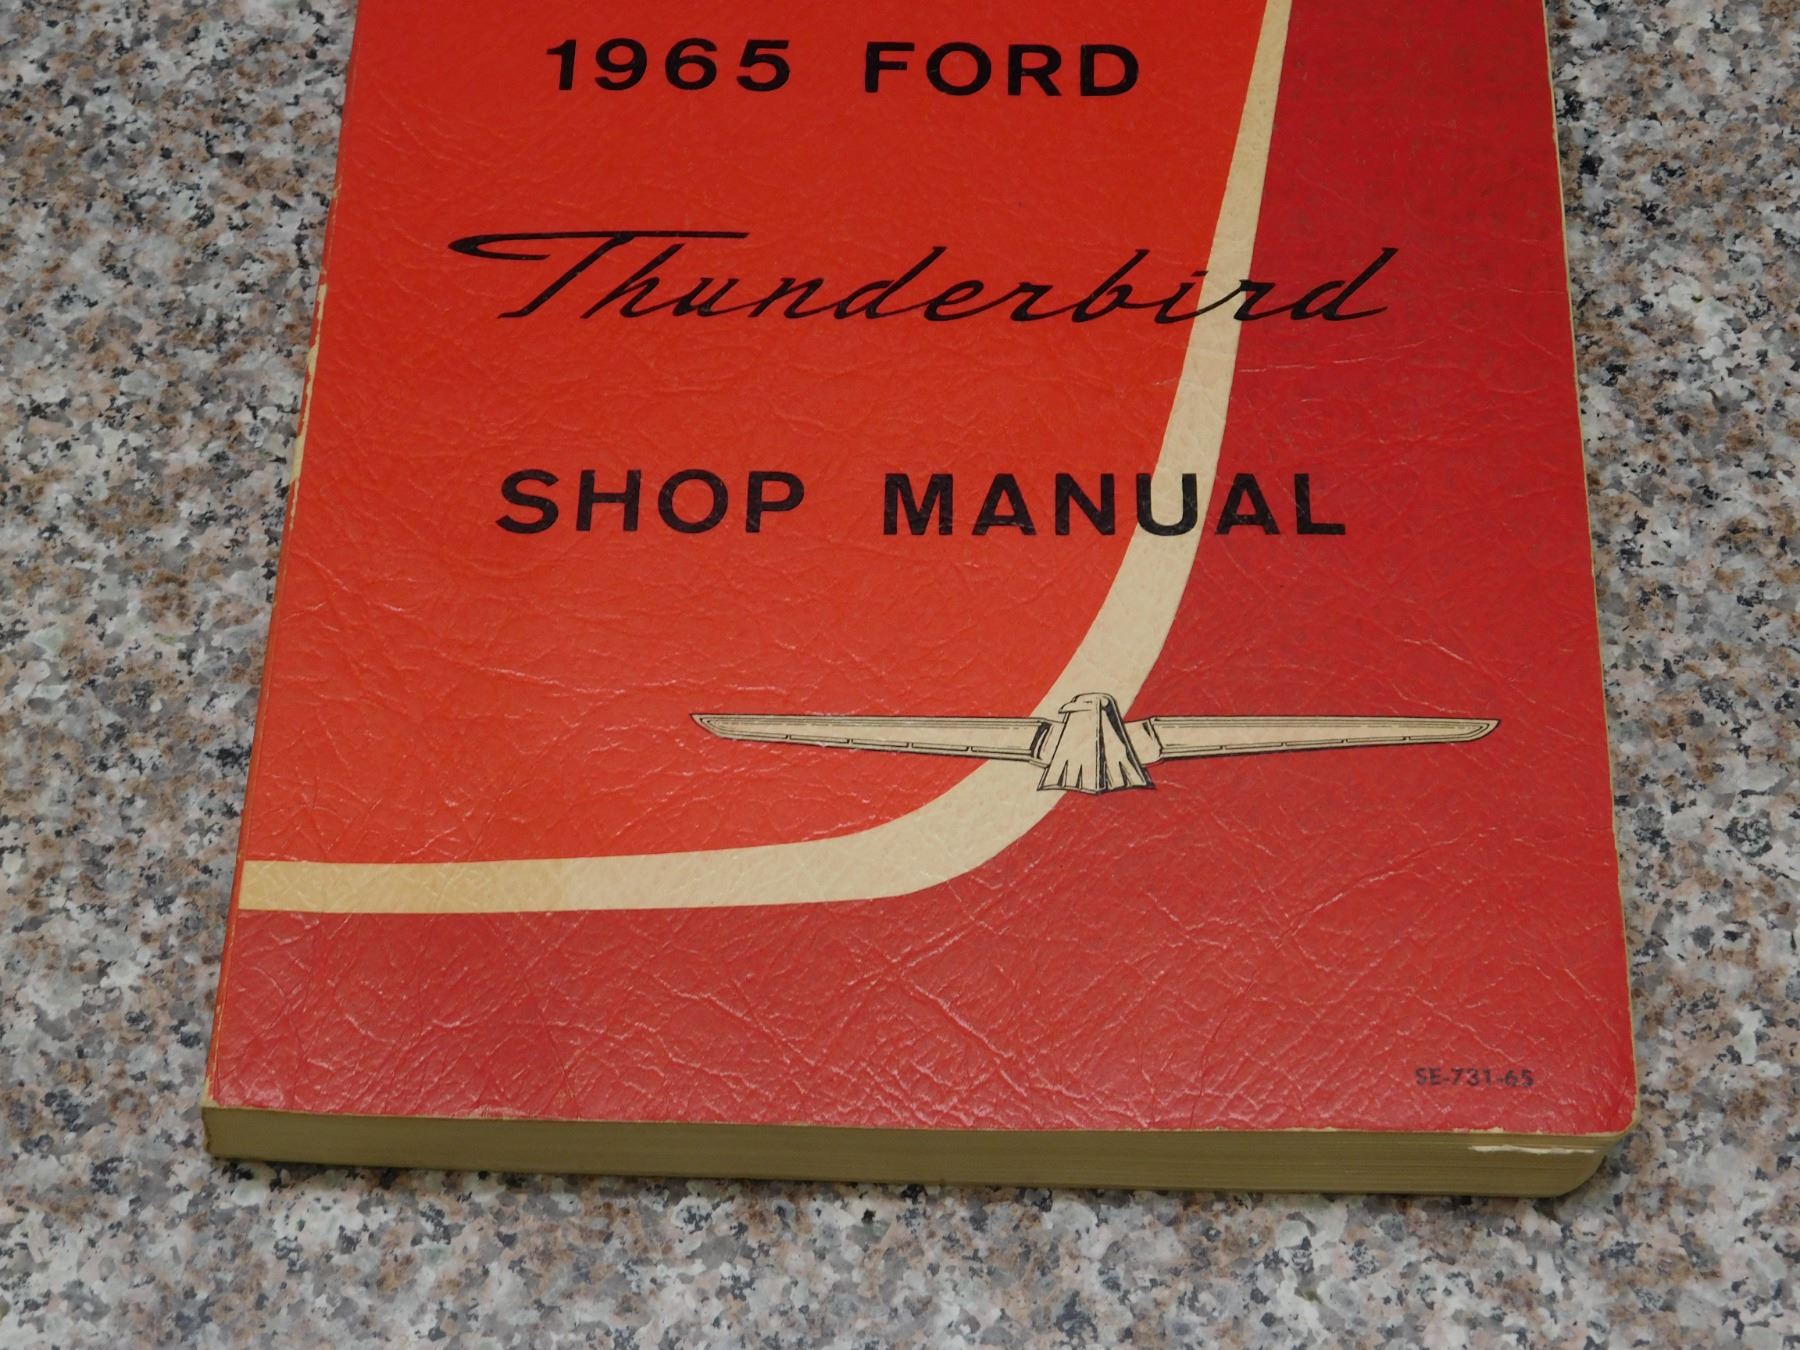 1965 FORD
Thunderbird
SHOP MANUAL
SE-731-65